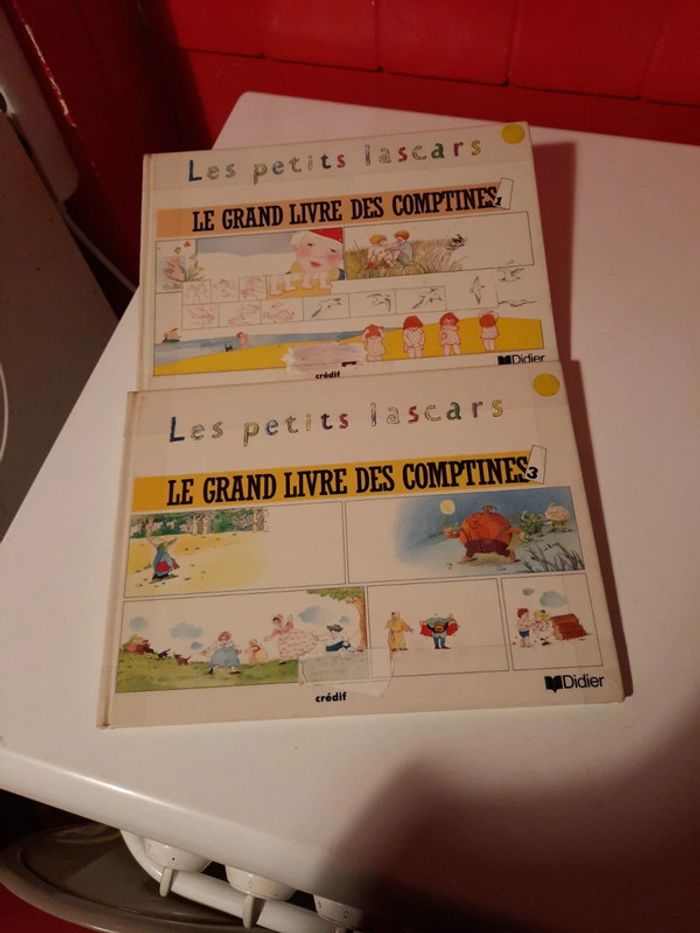 Les petits lascars
LE GRAND LIVRE DES COMPTINES 1
Didier
crédif
Les petits lascars
LE GRAND LIVRE DES COMPTINES 3
Didier
crédif